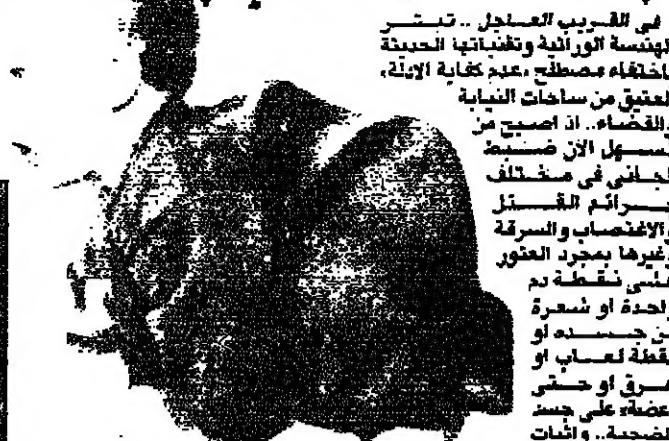 في القريب العاجل .. تبشر
الهندسة الوراثية وتقنياتها الحديثة
باختفاء مصطلح «عدم كفاية الادلة»
العتيق من ساحات النيابة
والقضاء.. اذ اصبح من
السهل الان ضبط
الجاني فى مختلف
جرائم القتل
والاغتصاب والسرقة
وغيرها بمجرد العثور
على نقطة دم
واحدة او شعرة
من جسده او
نقطة لعاب او
عرق او حتى
«عضة» على جسد
الضحية.. واثبات